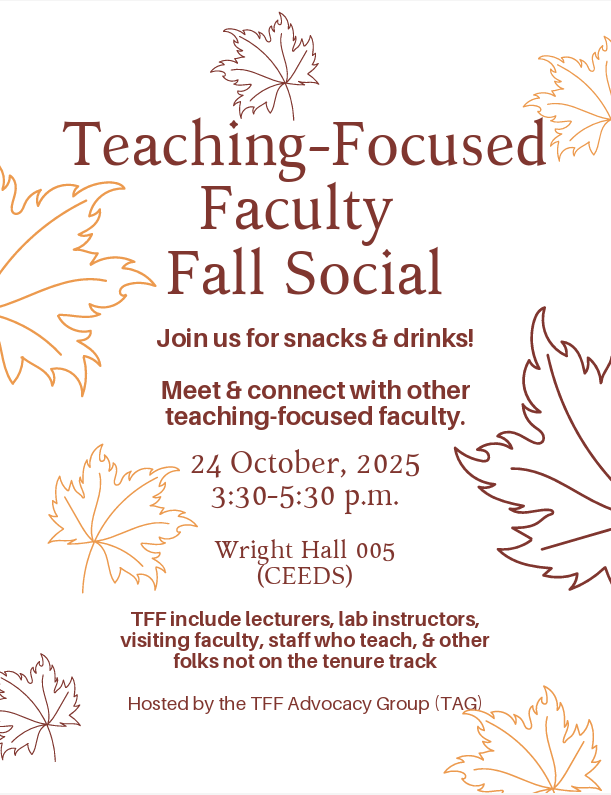 Teaching-Focused
Faculty
Fall Social
Join us for snacks & drinks!
Meet & connect with other
teaching-focused faculty.
24 October, 2025
3:30-5:30 p.m.
Wright Hall 005
(CEEDS)
TFF include lecturers, lab instructors,
visiting faculty, staff who teach, & other
folks not on the tenure track
Hosted by the TFF Advocacy Group (TAG)